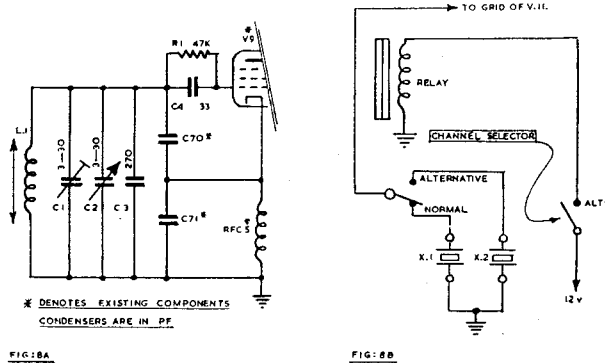 TO GRID OF V.11.
*
V9
R1 47K
C4 33
RELAY
L.1
3—30
3—30
270
C70*
CHANNEL SELECTOR
ALTERNATIVE
ALT
C1
C2
C3
NORMAL
C71*
RFC5*
X.1
X.2
* DENOTES EXISTING COMPONENTS
CONDENSERS ARE IN PF
12v
FIG:8A
FIG:8B